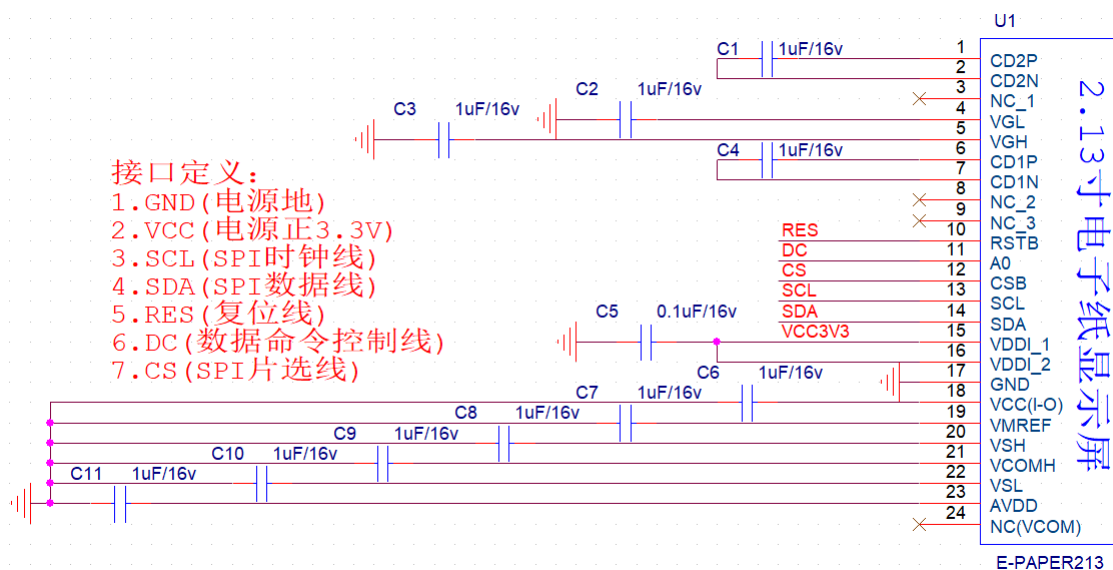 U1
C1 1uF/16v
1 CD2P
2 CD2N
3 NC_1
C2 1uF/16v
4 VGL
C3 1uF/16v
5 VGH
C4 1uF/16v
6 CD1P
7 CD1N
8 NC_2
9 NC_3
RES 10 RSTB
DC 11 A0
CS 12 CSB
SCL 13 SCL
SDA 14 SDA
VCC3V3 15 VDDI_1
C5 0.1uF/16v
16 VDDI_2
17 GND
C6 1uF/16v
18 VCC(I-O)
C7 1uF/16v
19 VMREF
C8 1uF/16v
20 VSH
C9 1uF/16v
21 VCOMH
C10 1uF/16v
22 VSL
C11 1uF/16v
23 AVDD
24 NC(VCOM)
2.13寸电子纸显示屏
E-PAPER213
接口定义：
1.GND(电源地)
2.VCC(电源正3.3V)
3.SCL(SPI时钟线)
4.SDA(SPI数据线)
5.RES(复位线)
6.DC(数据命令控制线)
7.CS(SPI片选线)